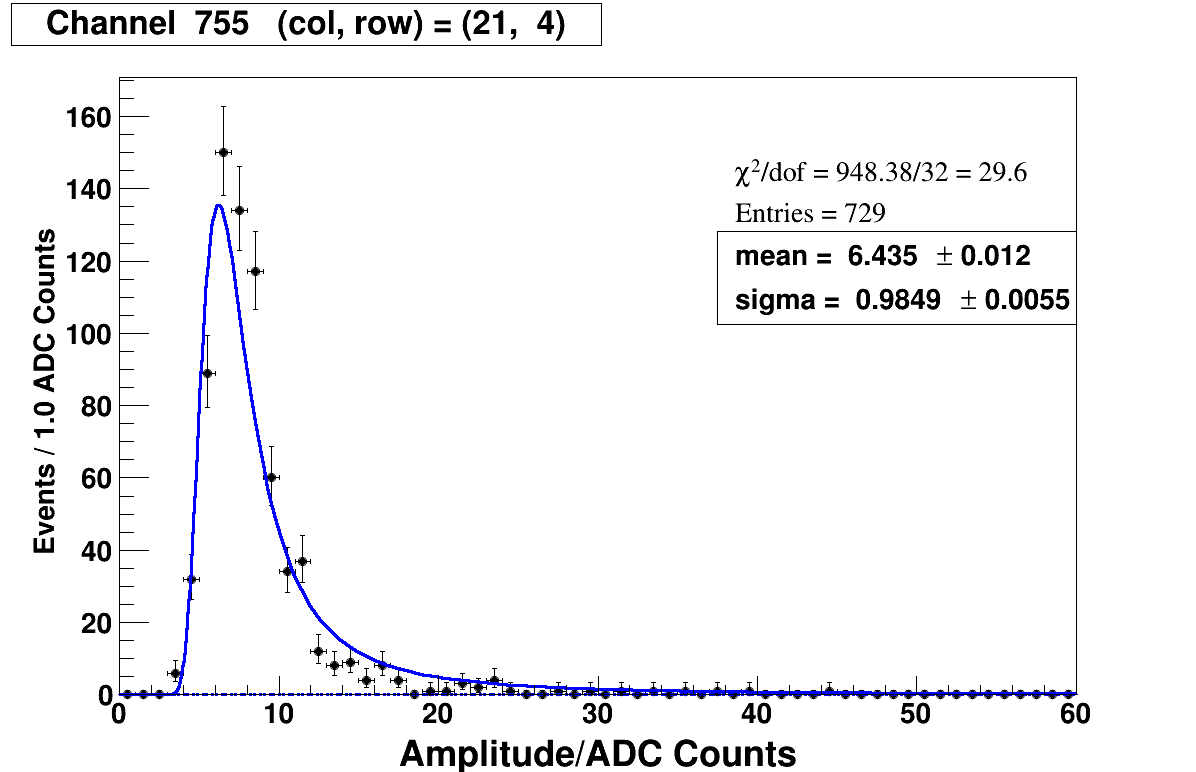 Channel 755 (col, row) = (21, 4)
χ²/dof = 948.38/32 = 29.6
Entries = 729
mean = 6.435 ± 0.012
sigma = 0.9849 ± 0.0055
Events / 1.0 ADC Counts
160
140
120
100
80
60
40
20
0
0 10 20 30 40 50 60
Amplitude/ADC Counts